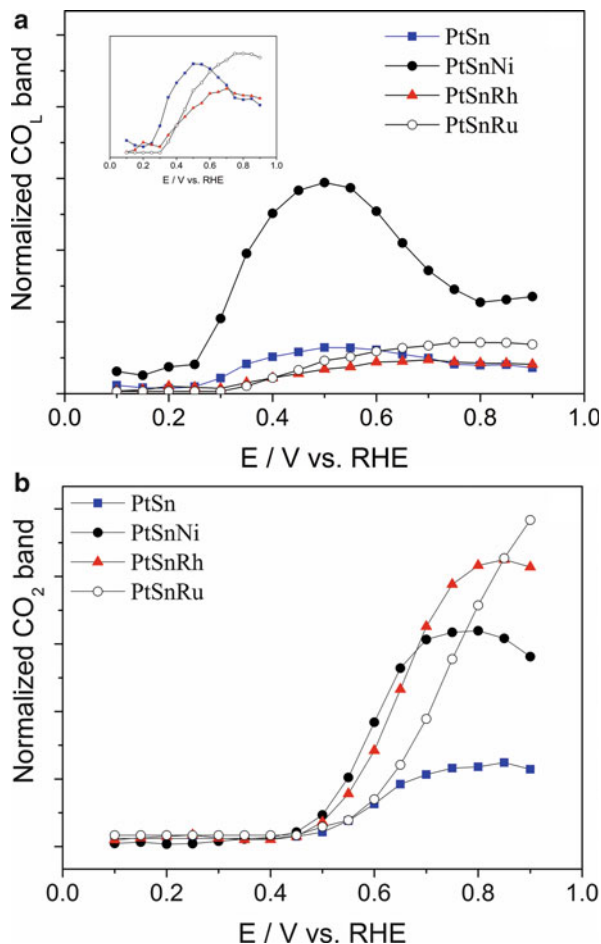 a
PtSn
PtSnNi
PtSnRh
PtSnRu
0.0 0.2 0.4 0.6 0.8 1.0
E / V vs. RHE
Normalized CO_L band
0.0 0.2 0.4 0.6 0.8 1.0
E / V vs. RHE
b
PtSn
PtSnNi
PtSnRh
PtSnRu
Normalized CO₂ band
0.0 0.2 0.4 0.6 0.8 1.0
E / V vs. RHE